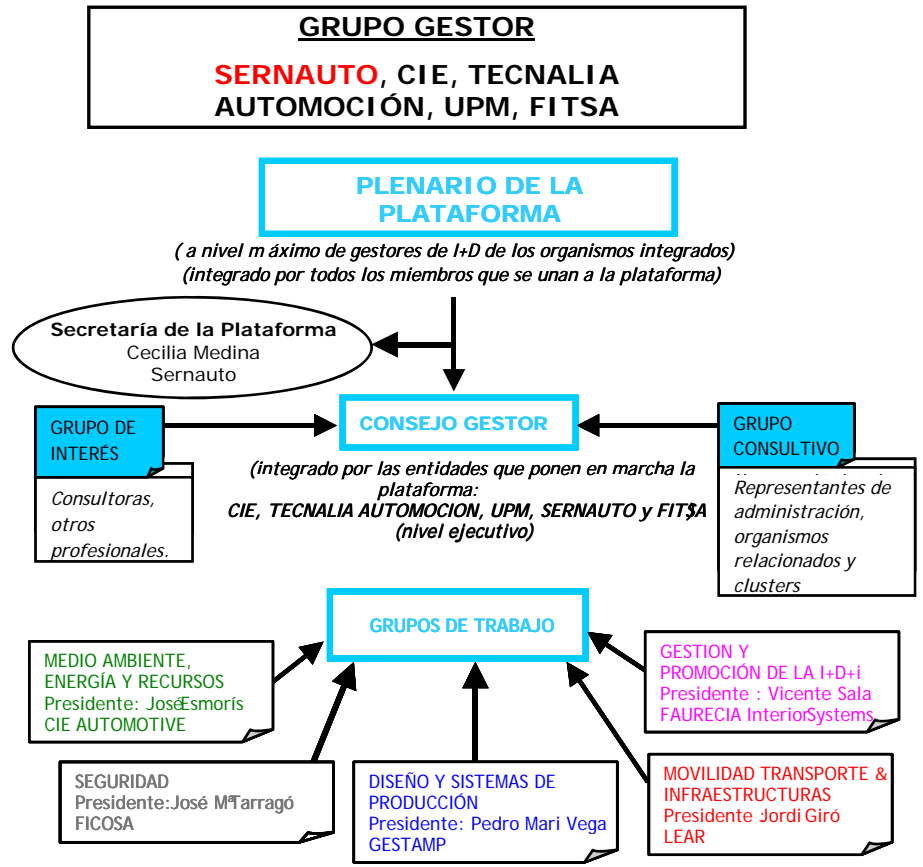 GRUPO GESTOR
SERNAUTO, CIE, TECNALIA
AUTOMOCIÓN, UPM, FITSA
PLENARIO DE LA
PLATAFORMA
( a nivel máximo de gestores de I+D de los organismos integrados)
(integrado por todos los miembros que se unan a la plataforma)
Secretaría de la Plataforma
Cecilia Medina
Sernauto
GRUPO DE
INTERÉS
Consultoras,
otros
profesionales.
CONSEJO GESTOR
(integrado por las entidades que ponen en marcha la
plataforma:
CIE, TECNALIA AUTOMOCION, UPM, SERNAUTO y FITSA)
(nivel ejecutivo)
GRUPO
CONSULTIVO
Representantes de
administración,
organismos
relacionados y
clusters
GRUPOS DE TRABAJO
MEDIO AMBIENTE,
ENERGÍA Y RECURSOS
Presidente: José Esmorís
CIE AUTOMOTIVE
GESTION Y
PROMOCIÓN DE LA I+D+i
Presidente : Vicente Sala
FAURECIA InteriorSystems
SEGURIDAD
Presidente:José MªTarragó
FICOSA
DISEÑO Y SISTEMAS DE
PRODUCCIÓN
Presidente: Pedro Mari Vega
GESTAMP
MOVILIDAD TRANSPORTE &
INFRAESTRUCTURAS
Presidente Jordi Giró
LEAR